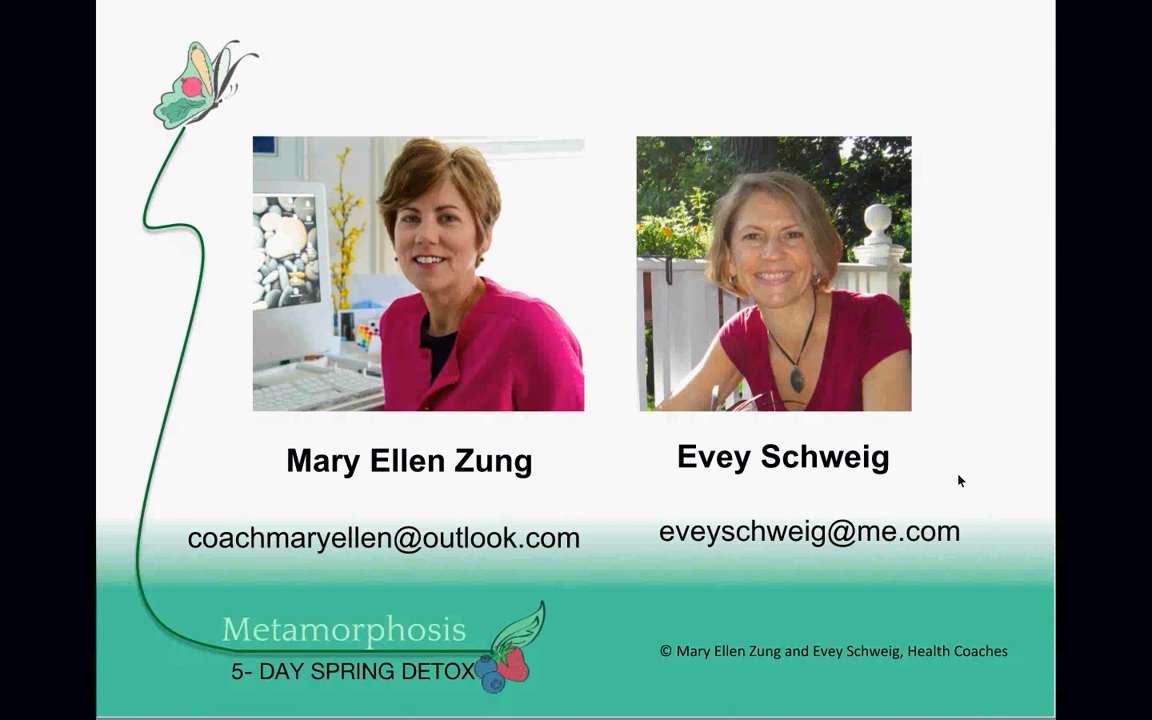 Mary Ellen Zung
Evey Schweig
coachmaryellen@outlook.com
eveyschweig@me.com
Metamorphosis
5- DAY SPRING DETOX
© Mary Ellen Zung and Evey Schweig, Health Coaches